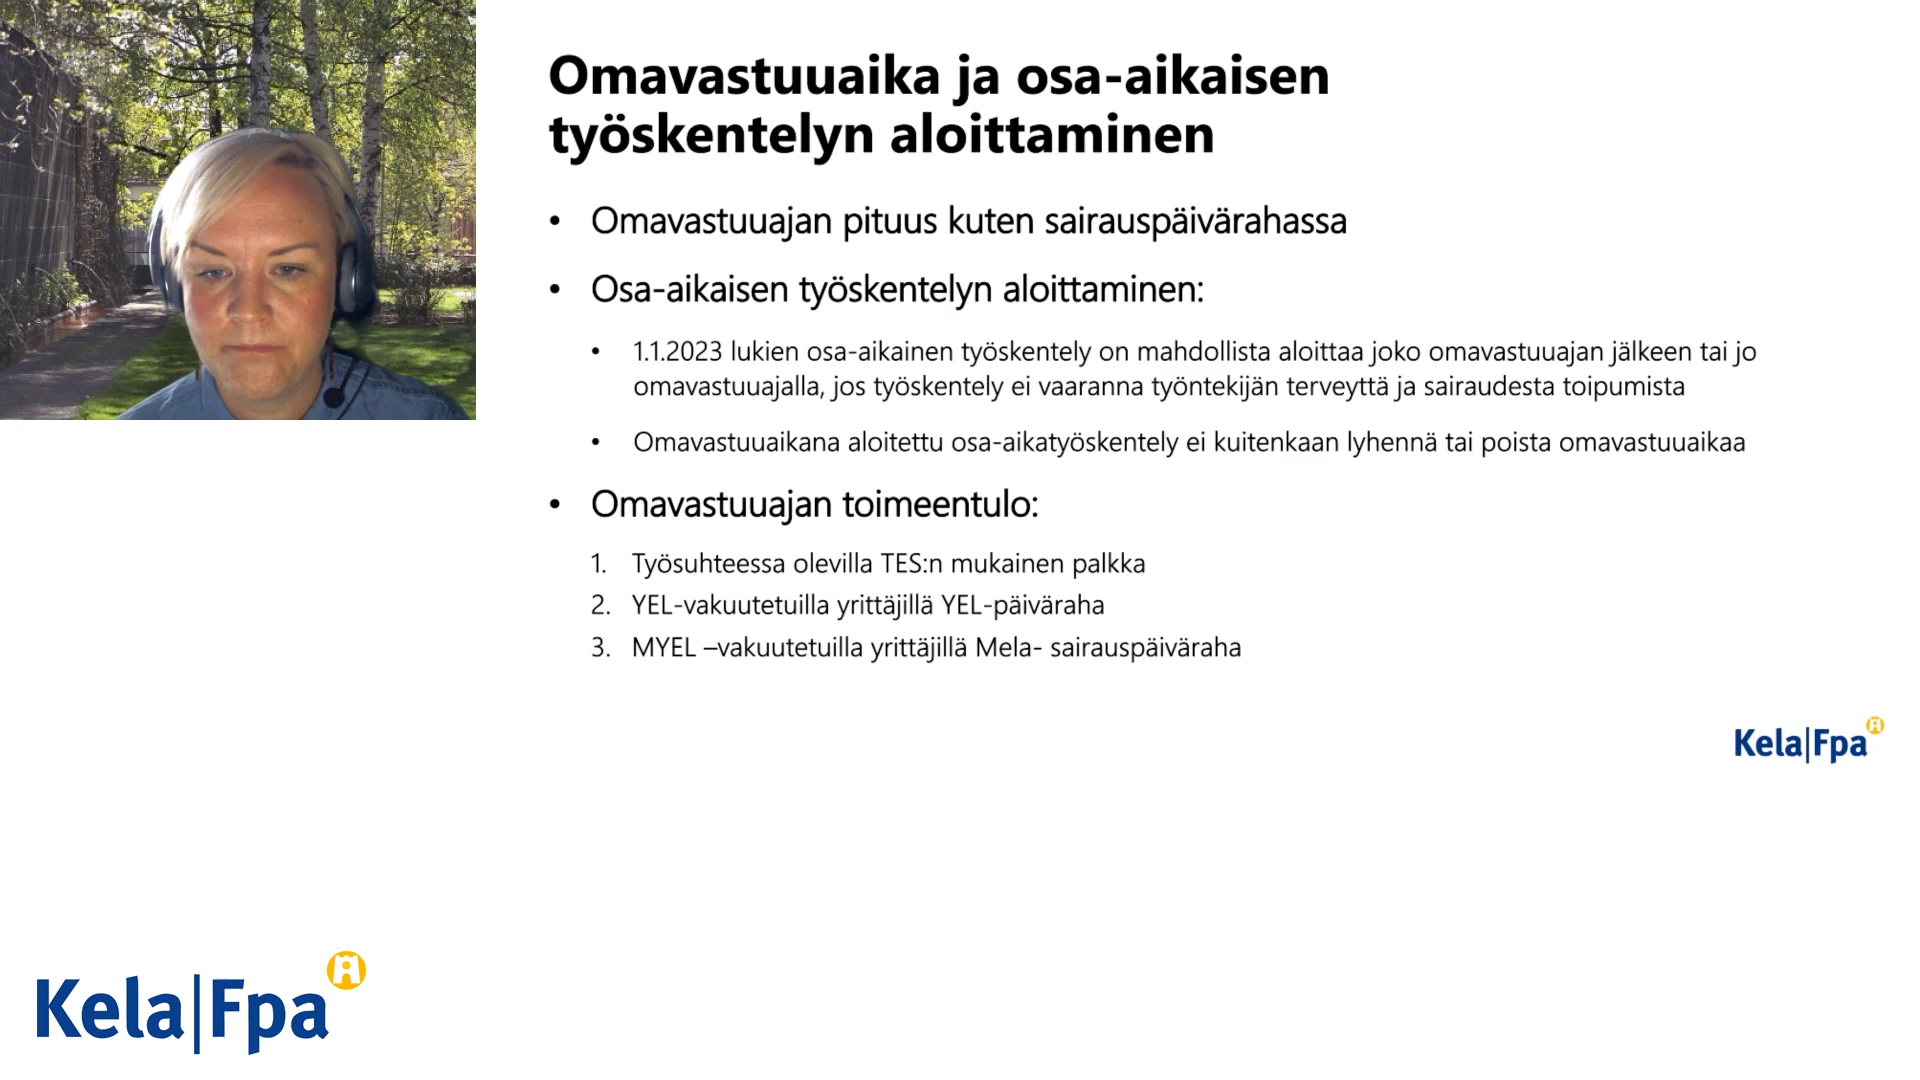 Omavastuuaika ja osa-aikaisen
työskentelyn aloittaminen
• Omavastuuajan pituus kuten sairauspäivärahassa
• Osa-aikaisen työskentelyn aloittaminen:
• 1.1.2023 lukien osa-aikainen työskentely on mahdollista aloittaa joko omavastuuajan jälkeen tai jo
omavastuuajalla, jos työskentely ei vaaranna työntekijän terveyttä ja sairaudesta toipumista
• Omavastuuaikana aloitettu osa-aikatyöskentely ei kuitenkaan lyhennä tai poista omavastuuaikaa
• Omavastuuajan toimeentulo:
1. Työsuhteessa olevilla TES:n mukainen palkka
2. YEL-vakuutetuilla yrittäjillä YEL-päiväraha
3. MYEL –vakuutetuilla yrittäjillä Mela- sairauspäiväraha
Kela|Fpa
Kela|Fpa